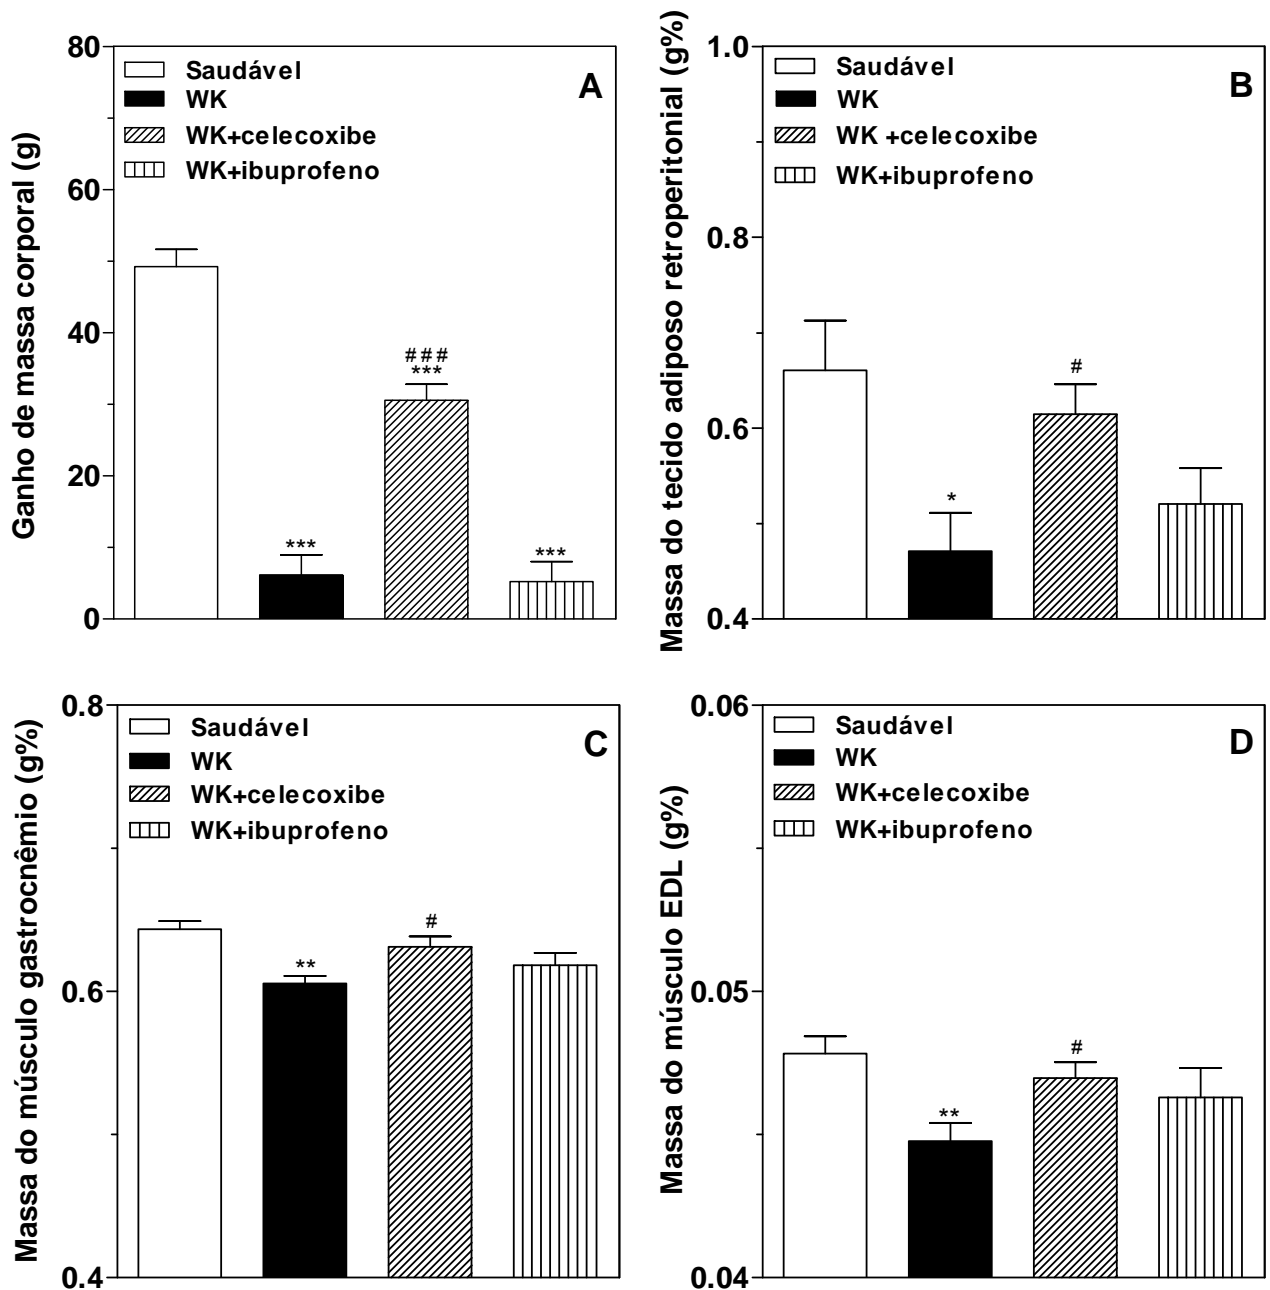 Ganho de massa corporal (g)
80
60
40
20
0
Saudável
WK
WK+celecoxibe
WK+ibuprofeno
A
***
###
***
***
Massa do tecido adiposo retroperitonial (g%)
1.0
0.8
0.6
0.4
Saudável
WK
WK +celecoxibe
WK+ibuprofeno
B
*
#
Massa do músculo gastrocnêmio (g%)
0.8
0.6
0.4
Saudável
WK
WK+celecoxibe
WK+ibuprofeno
C
**
#
Massa do músculo EDL (g%)
0.06
0.05
0.04
Saudável
WK
WK+celecoxibe
WK+ibuprofeno
D
**
#